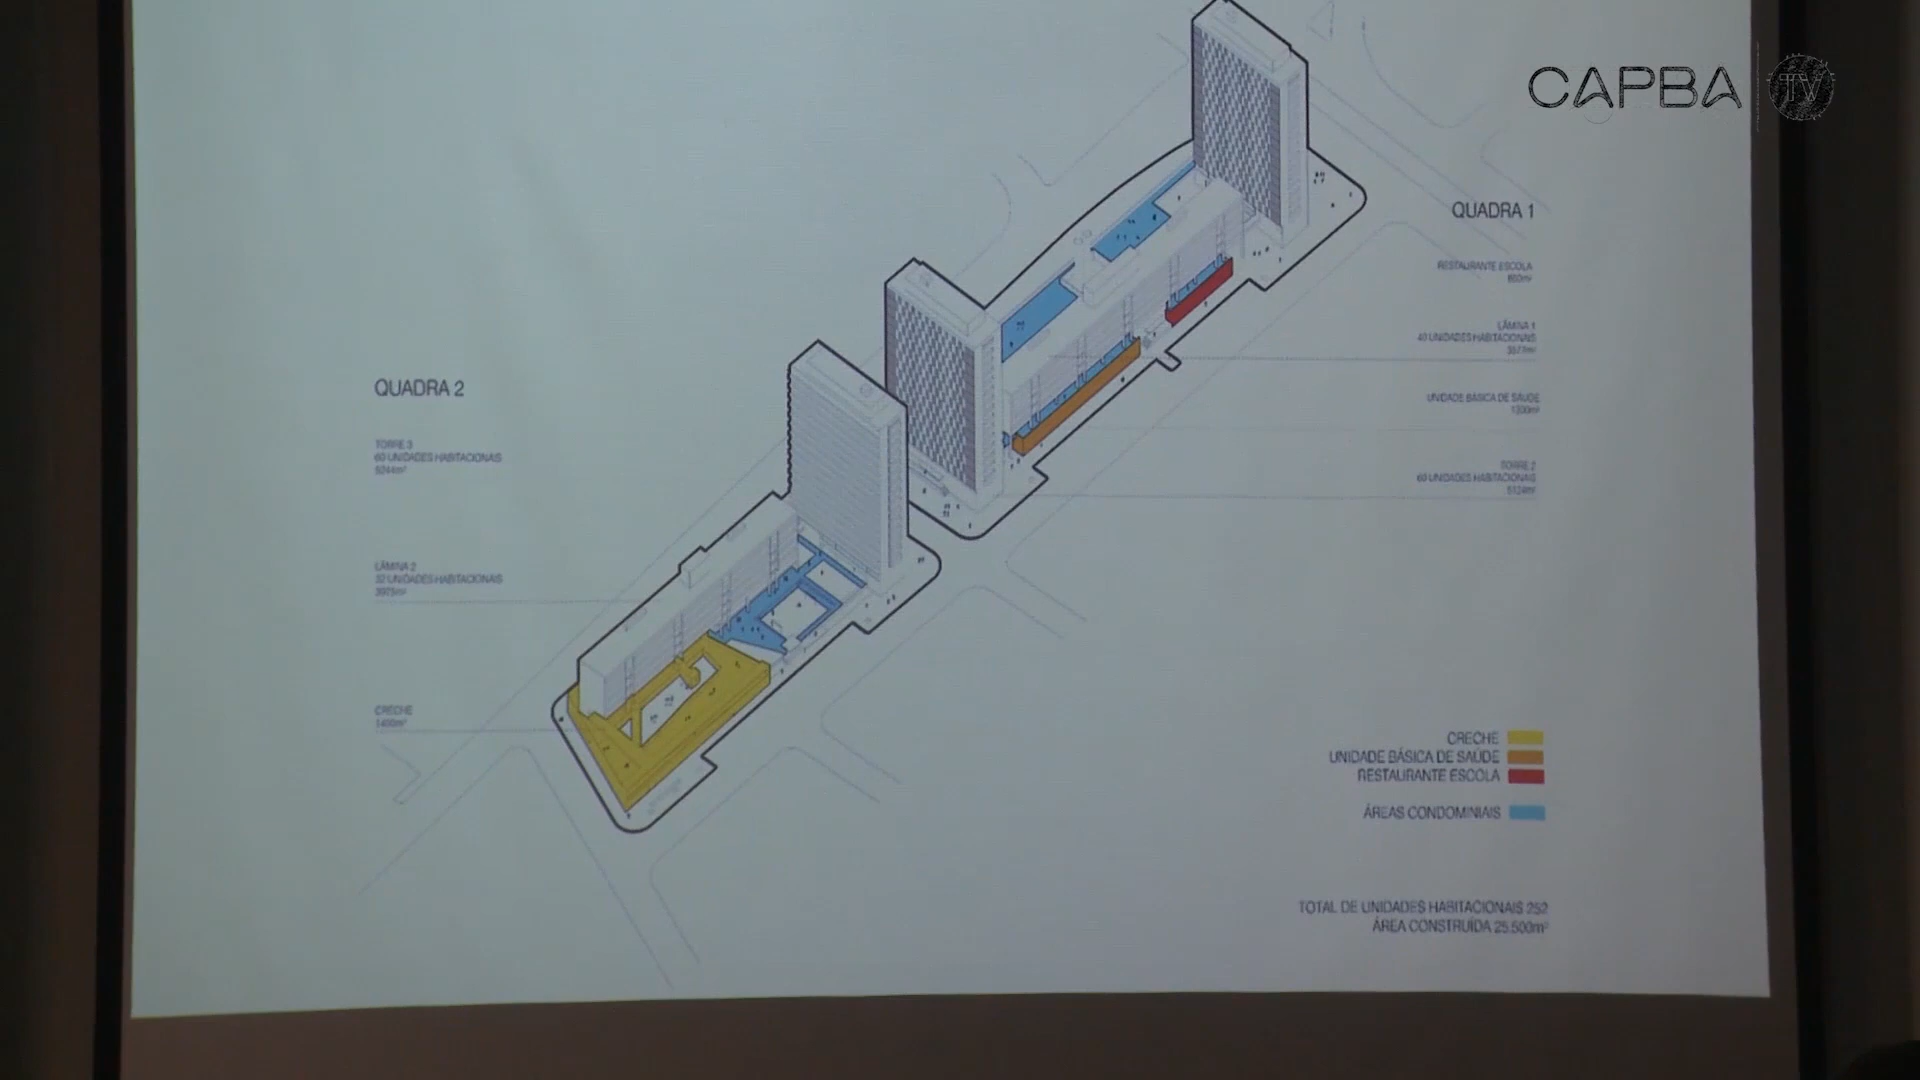 CAPBA TV
QUADRA 1
RESTAURANTE ESCOLA
LÂMINA 1
40 UNIDADES HABITACIONAIS
UNIDADE BÁSICA DE SAÚDE
1300m²
TORRE 2
60 UNIDADES HABITACIONAIS
QUADRA 2
TORRE 3
60 UNIDADES HABITACIONAIS
LÂMINA 2
32 UNIDADES HABITACIONAIS
CRECHE
CRECHE
UNIDADE BÁSICA DE SAÚDE
RESTAURANTE ESCOLA
ÁREAS CONDOMINIAIS
TOTAL DE UNIDADES HABITACIONAIS 252
ÁREA CONSTRUÍDA 25.500m²